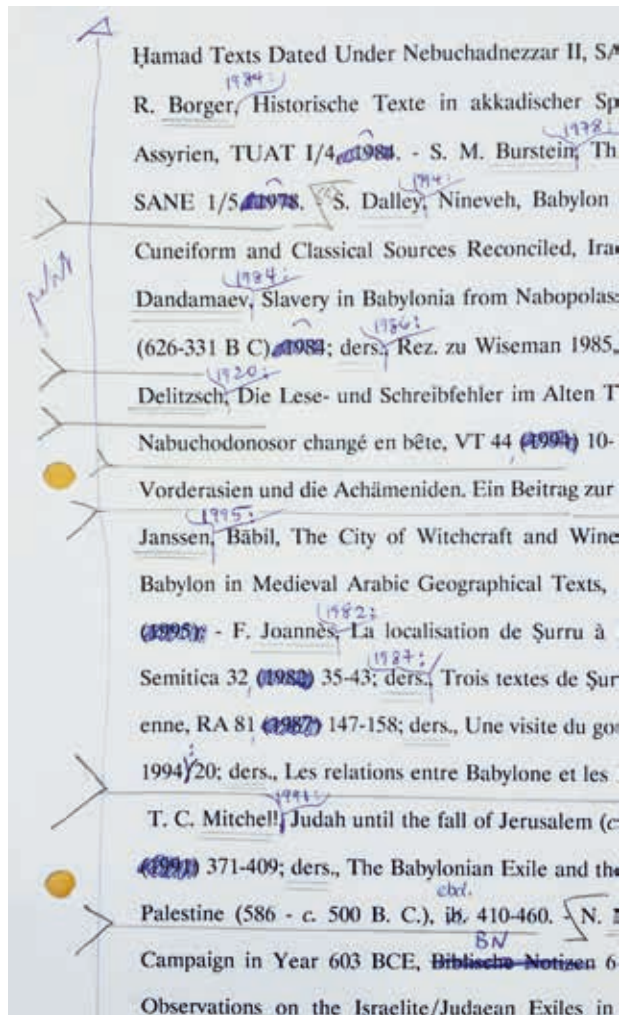 Ḥamad Texts Dated Under Nebuchadnezzar II, SA
1984:
R. Borger, Historische Texte in akkadischer Sp
1978:
Assyrien, TUAT I/4, 1984. - S. M. Burstein, Th
1994:
SANE 1/5, 1978. S. Dalley, Nineveh, Babylon
Cuneiform and Classical Sources Reconciled, Ira
1984:
Dandamaev, Slavery in Babylonia from Nabopolas
1986:
(626-331 B C), 1984; ders., Rez. zu Wiseman 1985,
1920:
Delitzsch, Die Lese- und Schreibfehler im Alten T
Nabuchodonosor changé en bête, VT 44 (1994) 10-
Vorderasien und die Achämeniden. Ein Beitrag zur
1995:
Janssen, Bābil, The City of Witchcraft and Wine
Babylon in Medieval Arabic Geographical Texts,
1982:
(1995). - F. Joannès, La localisation de Ṣurru à
1987:
Semitica 32 (1982) 35-43; ders., Trois textes de Ṣur
enne, RA 81 (1987) 147-158; ders., Une visite du go
1994/20; ders., Les relations entre Babylone et les
1991:
T. C. Mitchell, Judah until the fall of Jerusalem (c
(1991) 371-409; ders., The Babylonian Exile and the
ebd.
Palestine (586 - c. 500 B. C.), ib. 410-460. - N.
BN
Campaign in Year 603 BCE, Biblische Notizen 6
Observations on the Israelite/Judaean Exiles in